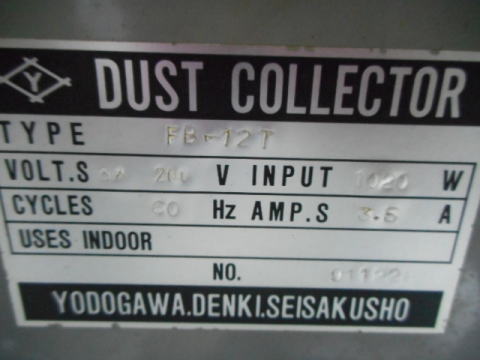 Y DUST COLLECTOR
TYPE FB-12T
VOLT.S 200 V INPUT 1020 W
CYCLES 60 Hz AMP.S 3.6 A
USES INDOOR
NO.
YODOGAWA.DENKI.SEISAKUSHO